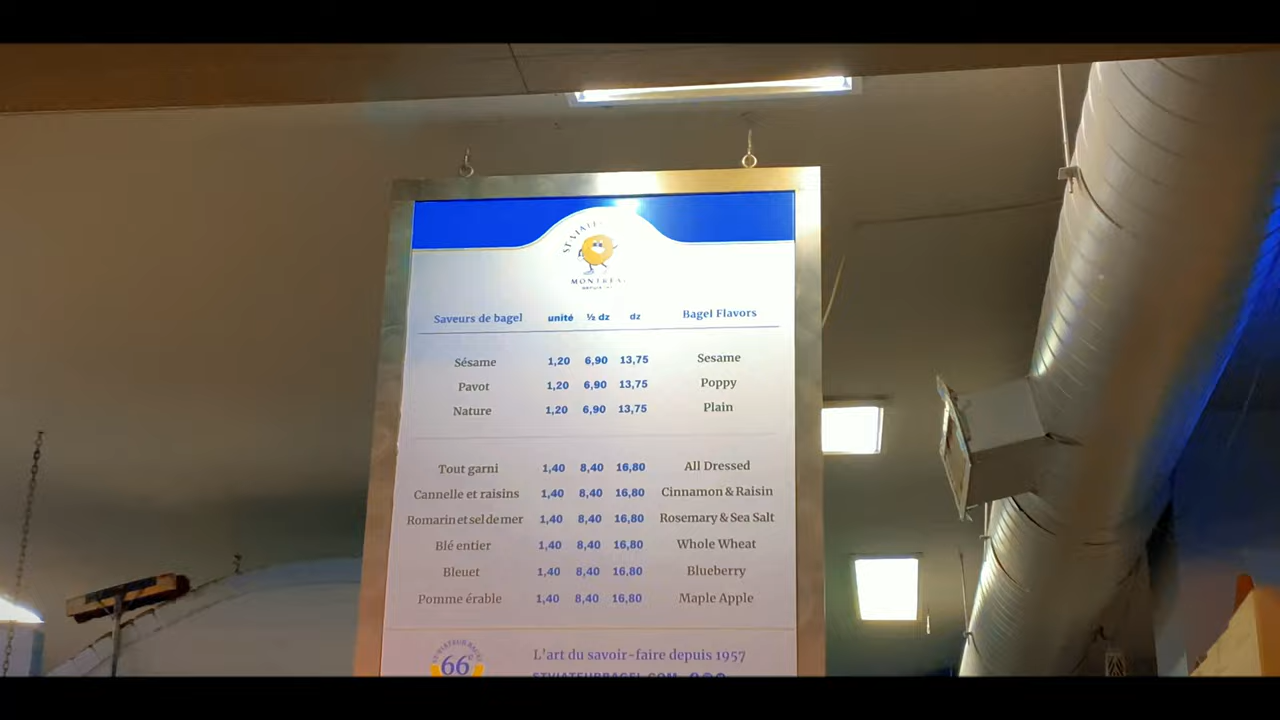 ST VIATEUR
MONTRÉAL
Saveurs de bagel unité ½ dz dz Bagel Flavors
Sésame 1,20 6,90 13,75 Sesame
Pavot 1,20 6,90 13,75 Poppy
Nature 1,20 6,90 13,75 Plain
Tout garni 1,40 8,40 16,80 All Dressed
Cannelle et raisins 1,40 8,40 16,80 Cinnamon & Raisin
Romarin et sel de mer 1,40 8,40 16,80 Rosemary & Sea Salt
Blé entier 1,40 8,40 16,80 Whole Wheat
Bleuet 1,40 8,40 16,80 Blueberry
Pomme érable 1,40 8,40 16,80 Maple Apple
ST-VIATEUR BAGEL
66
L'art du savoir-faire depuis 1957
STVIATEURBAGEL.COM